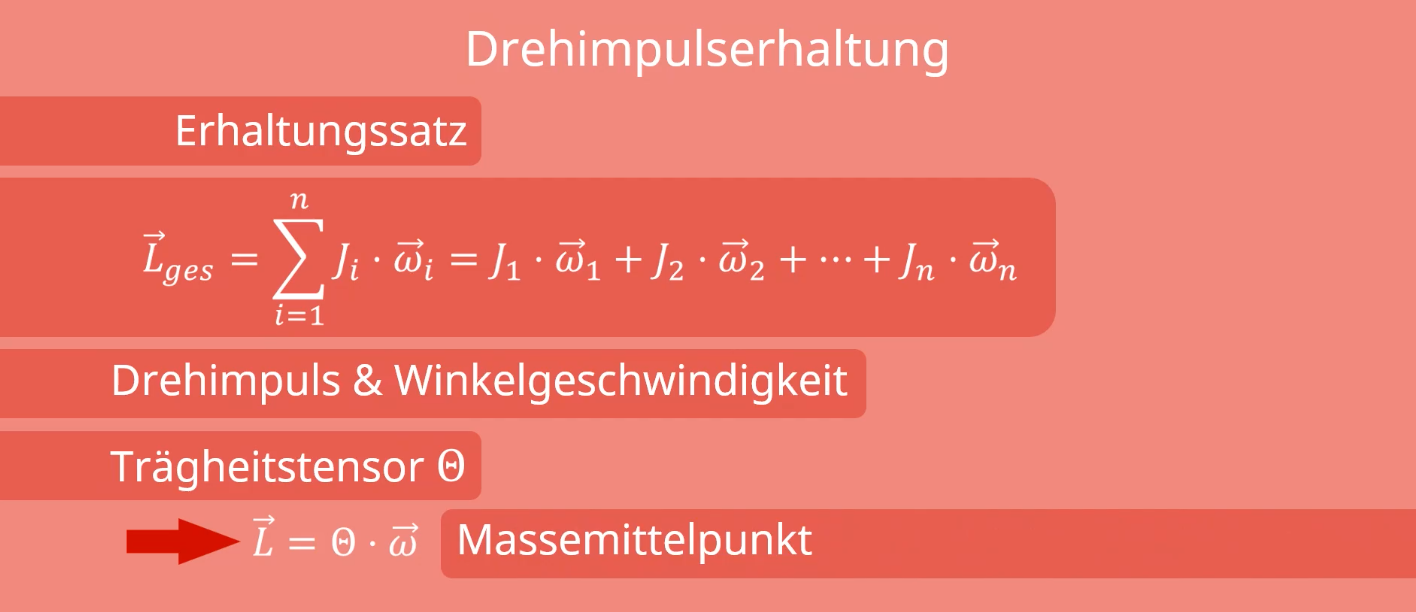 Drehimpulserhaltung
Erhaltungssatz
$\vec{L}_{ges} = \sum_{i=1}^{n} J_i \cdot \vec{\omega}_i = J_1 \cdot \vec{\omega}_1 + J_2 \cdot \vec{\omega}_2 + \cdots + J_n \cdot \vec{\omega}_n$
Drehimpuls & Winkelgeschwindigkeit
Trägheitstensor Θ
$\vec{L} = \Theta \cdot \vec{\omega}$ Massemittelpunkt